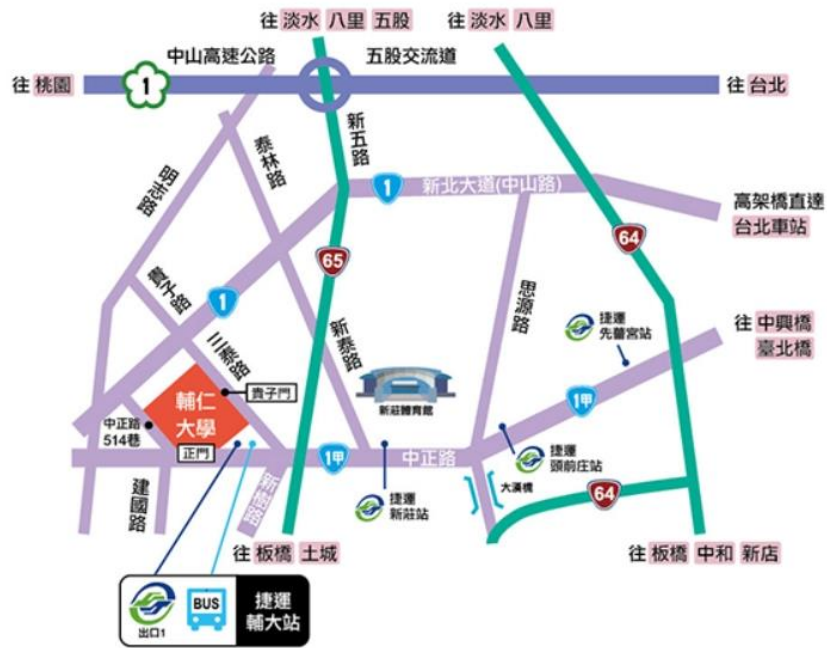 往 淡水 八里 五股
往 淡水 八里
中山高速公路
五股交流道
往 桃園
1
往 台北
新五路
泰林路
明志路
1
新北大道(中山路)
高架橋直達
台北車站
64
65
貴子路
1
思源路
捷運
先嗇宮站
往 中興橋
臺北橋
新泰路
三泰路
輔仁
大學
貴子門
新莊體育館
1甲
中正路
514巷
正門
1甲
中正路
捷運
頭前庄站
建國路
新樹路
捷運
新莊站
大漢橋
64
往 板橋 土城
往 板橋 中和 新店
出口1
BUS
捷運
輔大站